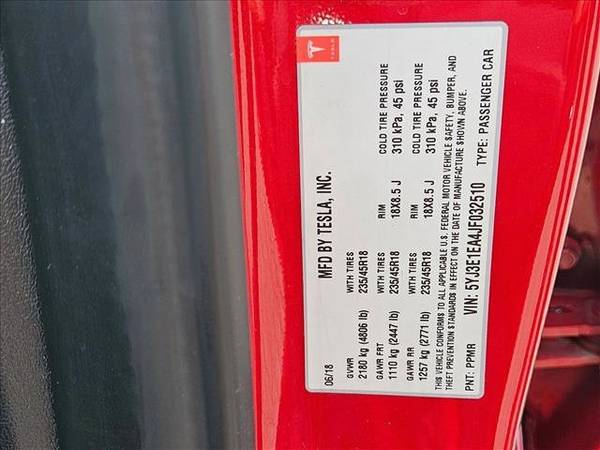 TESLA
MFD BY TESLA, INC.
06/18
GVWR WITH TIRES
2180 kg (4806 lb) 235/45R18
GAWR FRT WITH TIRES RIM COLD TIRE PRESSURE
1110 kg (2447 lb) 235/45R18 18X8.5 J 310 kPa, 45 psi
GAWR RR WITH TIRES RIM COLD TIRE PRESSURE
1257 kg (2771 lb) 235/45R18 18X8.5 J 310 kPa, 45 psi
THIS VEHICLE CONFORMS TO ALL APPLICABLE U.S. FEDERAL MOTOR VEHICLE SAFETY, BUMPER, AND
THEFT PREVENTION STANDARDS IN EFFECT ON THE DATE OF MANUFACTURE SHOWN ABOVE.
VIN: 5YJ3E1EA4JF032510
PNT: PPMR TYPE: PASSENGER CAR